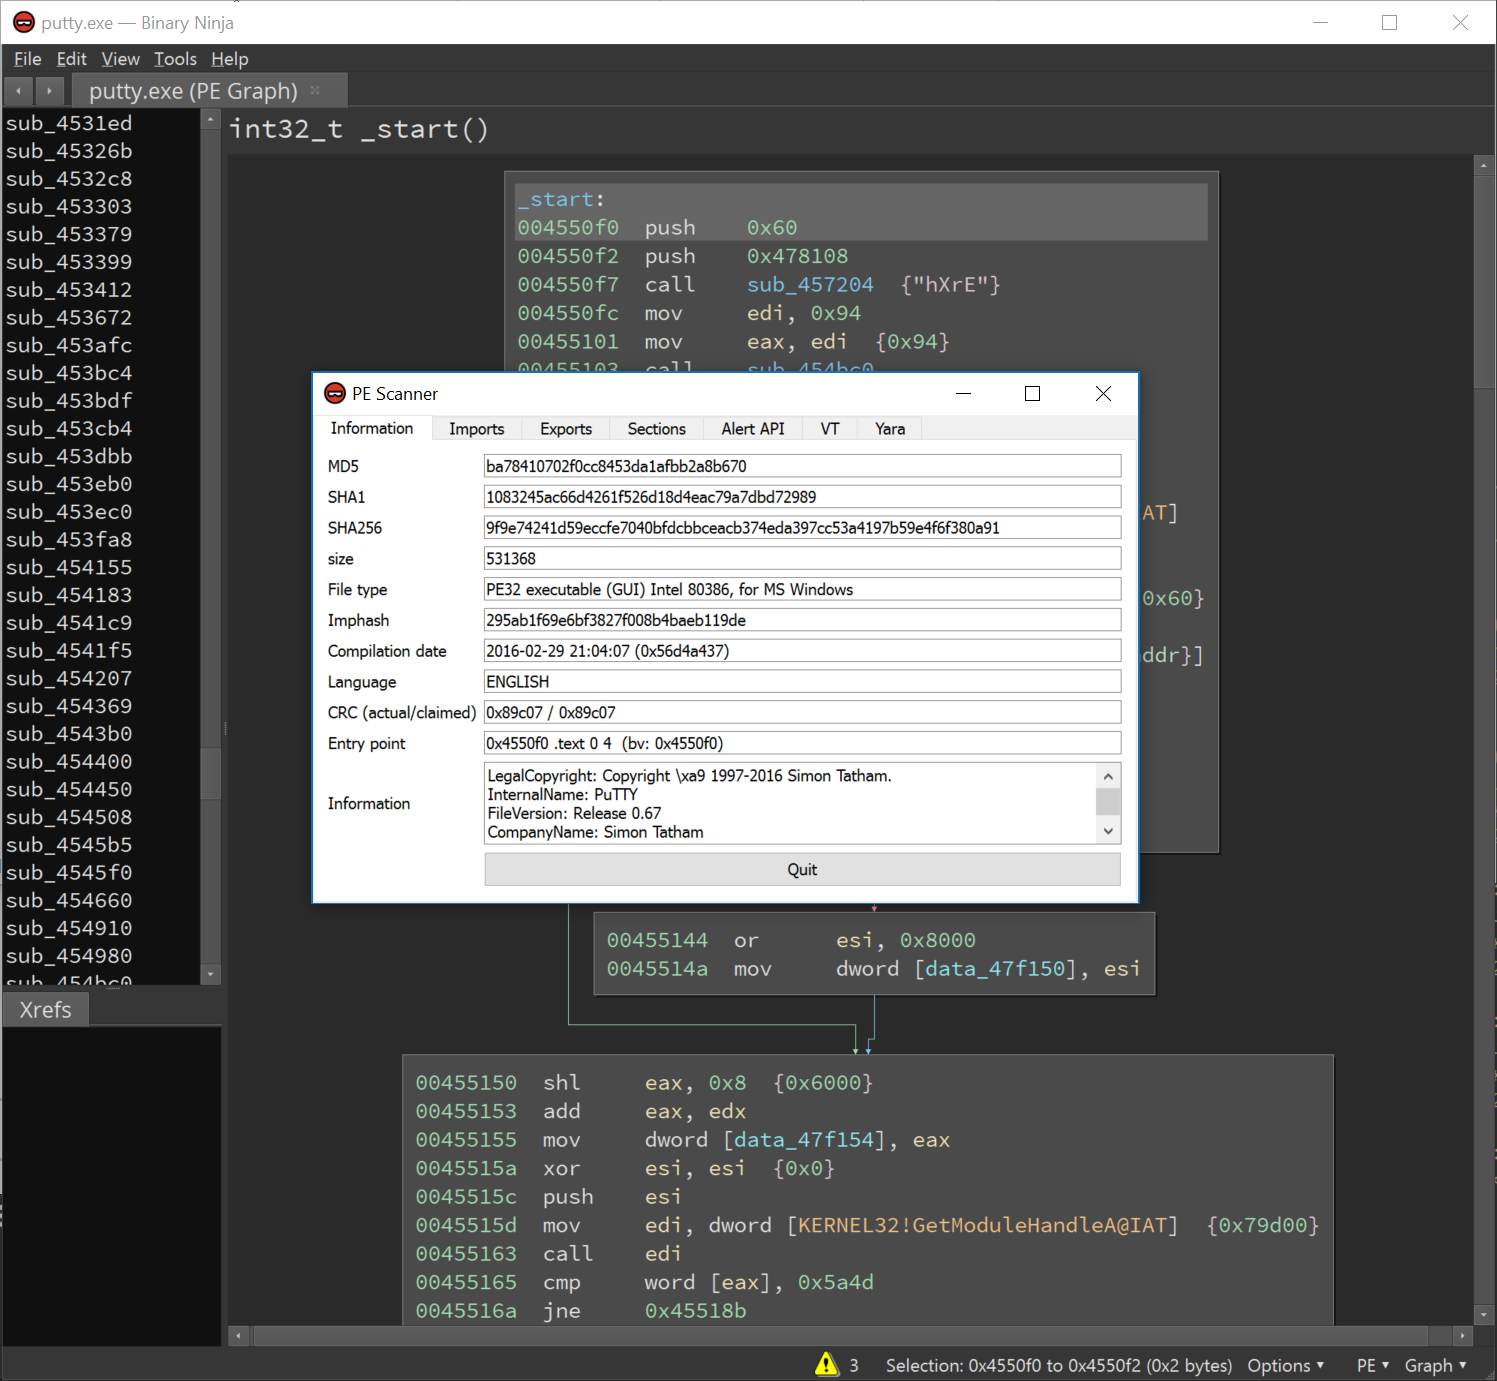 putty.exe — Binary Ninja
File Edit View Tools Help
putty.exe (PE Graph)
sub_4531ed
sub_45326b
sub_4532c8
sub_453303
sub_453379
sub_453399
sub_453412
sub_453672
sub_453afc
sub_453bc4
sub_453bdf
sub_453cb4
sub_453dbb
sub_453eb0
sub_453ec0
sub_453fa8
sub_454155
sub_454183
sub_4541c9
sub_4541f5
sub_454207
sub_454369
sub_4543b0
sub_454400
sub_454450
sub_454508
sub_4545b5
sub_4545f0
sub_454660
sub_454910
sub_454980
sub_454bc0
Xrefs
int32_t _start()
_start:
004550f0 push 0x60
004550f2 push 0x478108
004550f7 call sub_457204 {"hXrE"}
004550fc mov edi, 0x94
00455101 mov eax, edi {0x94}
00455103 call sub_454bc0
AT]
0x60}
ddr}]
PE Scanner
Information Imports Exports Sections Alert API VT Yara
MD5 ba78410702f0cc8453da1afbb2a8b670
SHA1 1083245ac66d4261f526d18d4eac79a7dbd72989
SHA256 9f9e74241d59eccfe7040bfdcbbceacb374eda397cc53a4197b59e4f6f380a91
size 531368
File type PE32 executable (GUI) Intel 80386, for MS Windows
Imphash 295ab1f69e6bf3827f008b4baeb119de
Compilation date 2016-02-29 21:04:07 (0x56d4a437)
Language ENGLISH
CRC (actual/claimed) 0x89c07 / 0x89c07
Entry point 0x4550f0 .text 0 4 (bv: 0x4550f0)
Information
LegalCopyright: Copyright \xa9 1997-2016 Simon Tatham.
InternalName: PuTTY
FileVersion: Release 0.67
CompanyName: Simon Tatham
Quit
00455144 or esi, 0x8000
0045514a mov dword [data_47f150], esi
00455150 shl eax, 0x8 {0x6000}
00455153 add eax, edx
00455155 mov dword [data_47f154], eax
0045515a xor esi, esi {0x0}
0045515c push esi
0045515d mov edi, dword [KERNEL32!GetModuleHandleA@IAT] {0x79d00}
00455163 call edi
00455165 cmp word [eax], 0x5a4d
0045516a jne 0x45518b
3 Selection: 0x4550f0 to 0x4550f2 (0x2 bytes) Options PE Graph